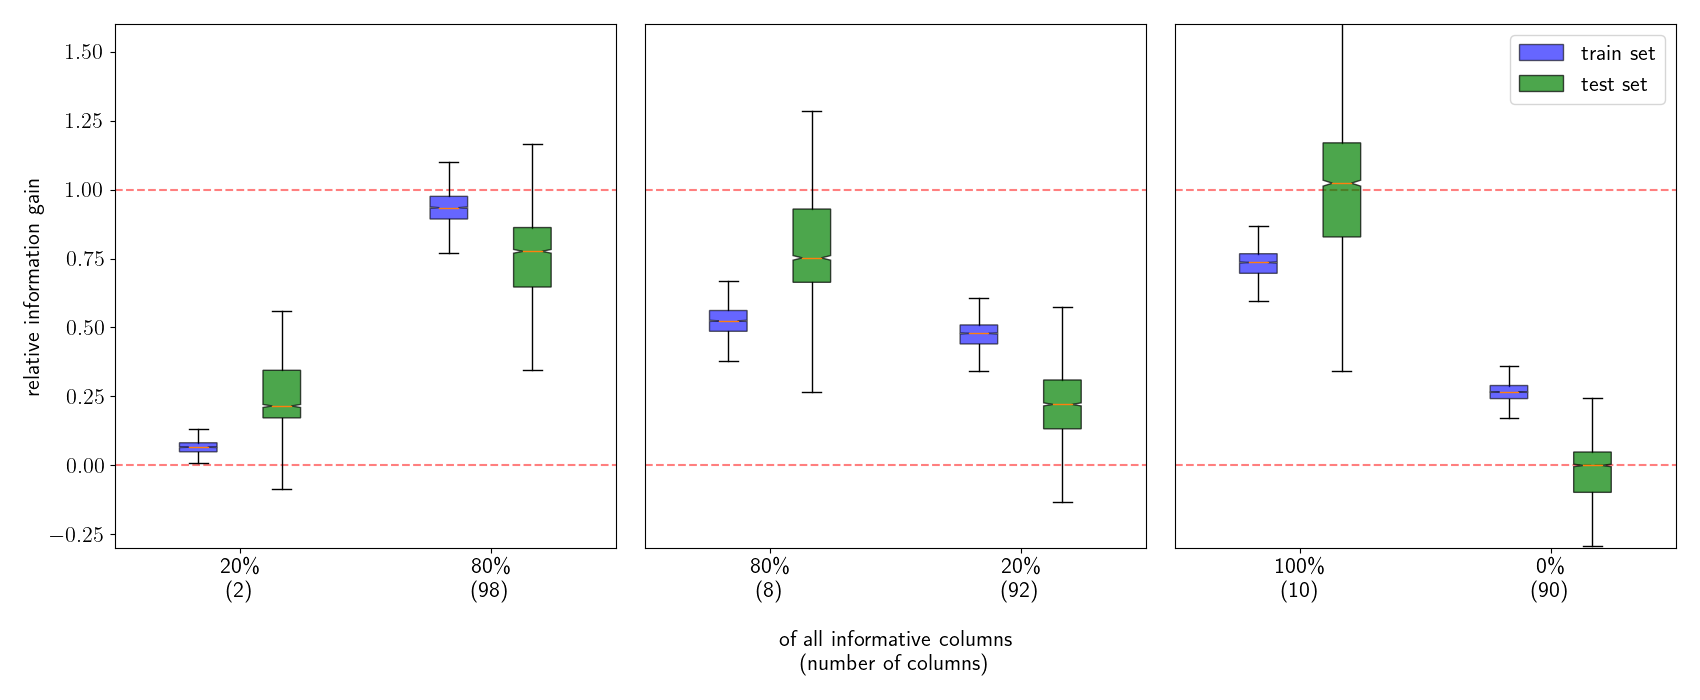 relative information gain
1.50
1.25
1.00
0.75
0.50
0.25
0.00
−0.25
train set
test set
20% 80% 80% 20% 100% 0%
(2) (98) (8) (92) (10) (90)
of all informative columns
(number of columns)